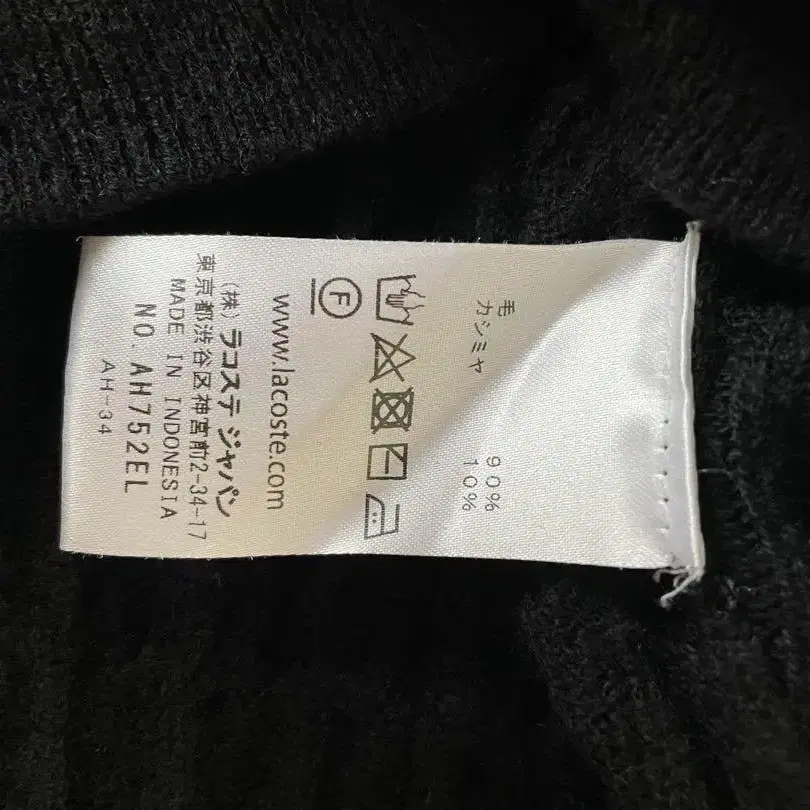 毛 90%
カシミヤ 10%
F
www.lacoste.com
(株) ラコステ ジャパン
東京都渋谷区神宮前2-34-17
MADE IN INDONESIA
NO. AH752EL
AH-34